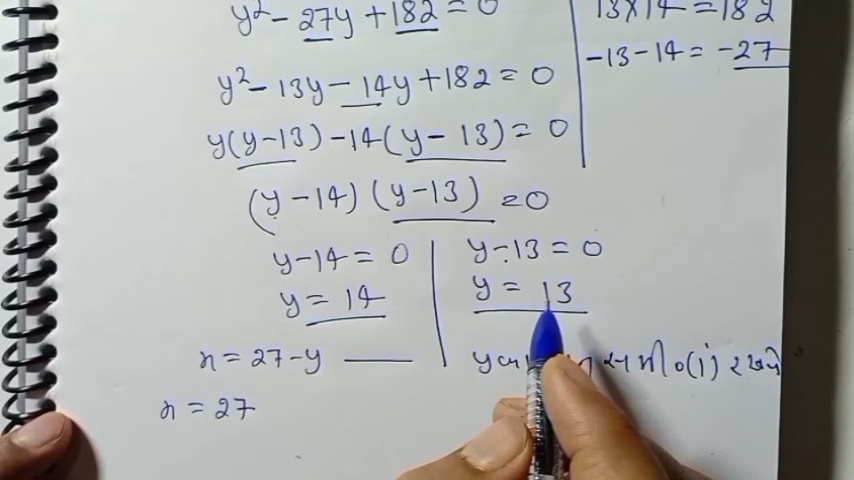 y² - 27y + 182 = 0
13 × 14 = 182
-13 - 14 = -27
y² - 13y - 14y + 182 = 0
y(y - 13) - 14(y - 13) = 0
(y - 14) (y - 13) = 0
y - 14 = 0
y = 14
y - 13 = 0
y = 13
x = 27 - y
x = 27